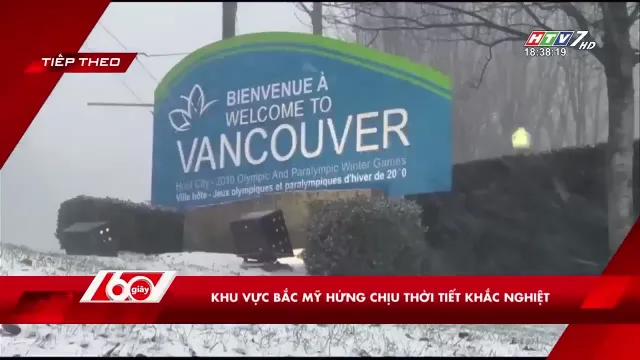 TIẾP THEO
HTV7 HD
18:38:19
BIENVENUE À
WELCOME TO
VANCOUVER
Host City - 2010 Olympic And Paralympic Winter Games
Ville hôte - Jeux olympiques et paralympiques d'hiver de 2010
60 giây
KHU VỰC BẮC MỸ HỨNG CHỊU THỜI TIẾT KHẮC NGHIỆT